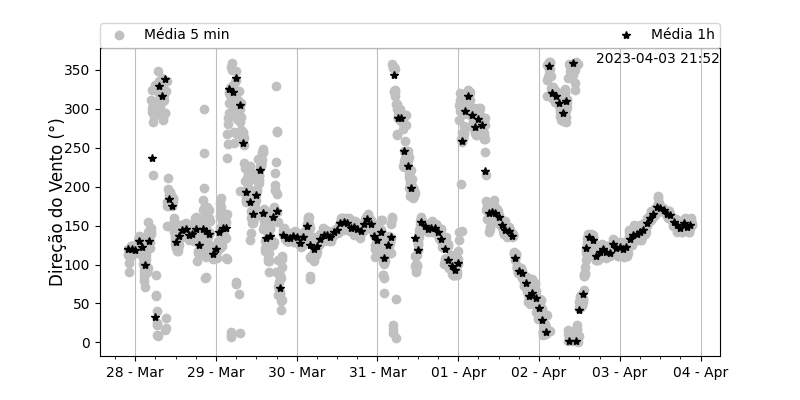 Média 5 min
Média 1h
2023-04-03 21:52
Direção do Vento (°)
350
300
250
200
150
100
50
0
28 - Mar
29 - Mar
30 - Mar
31 - Mar
01 - Apr
02 - Apr
03 - Apr
04 - Apr